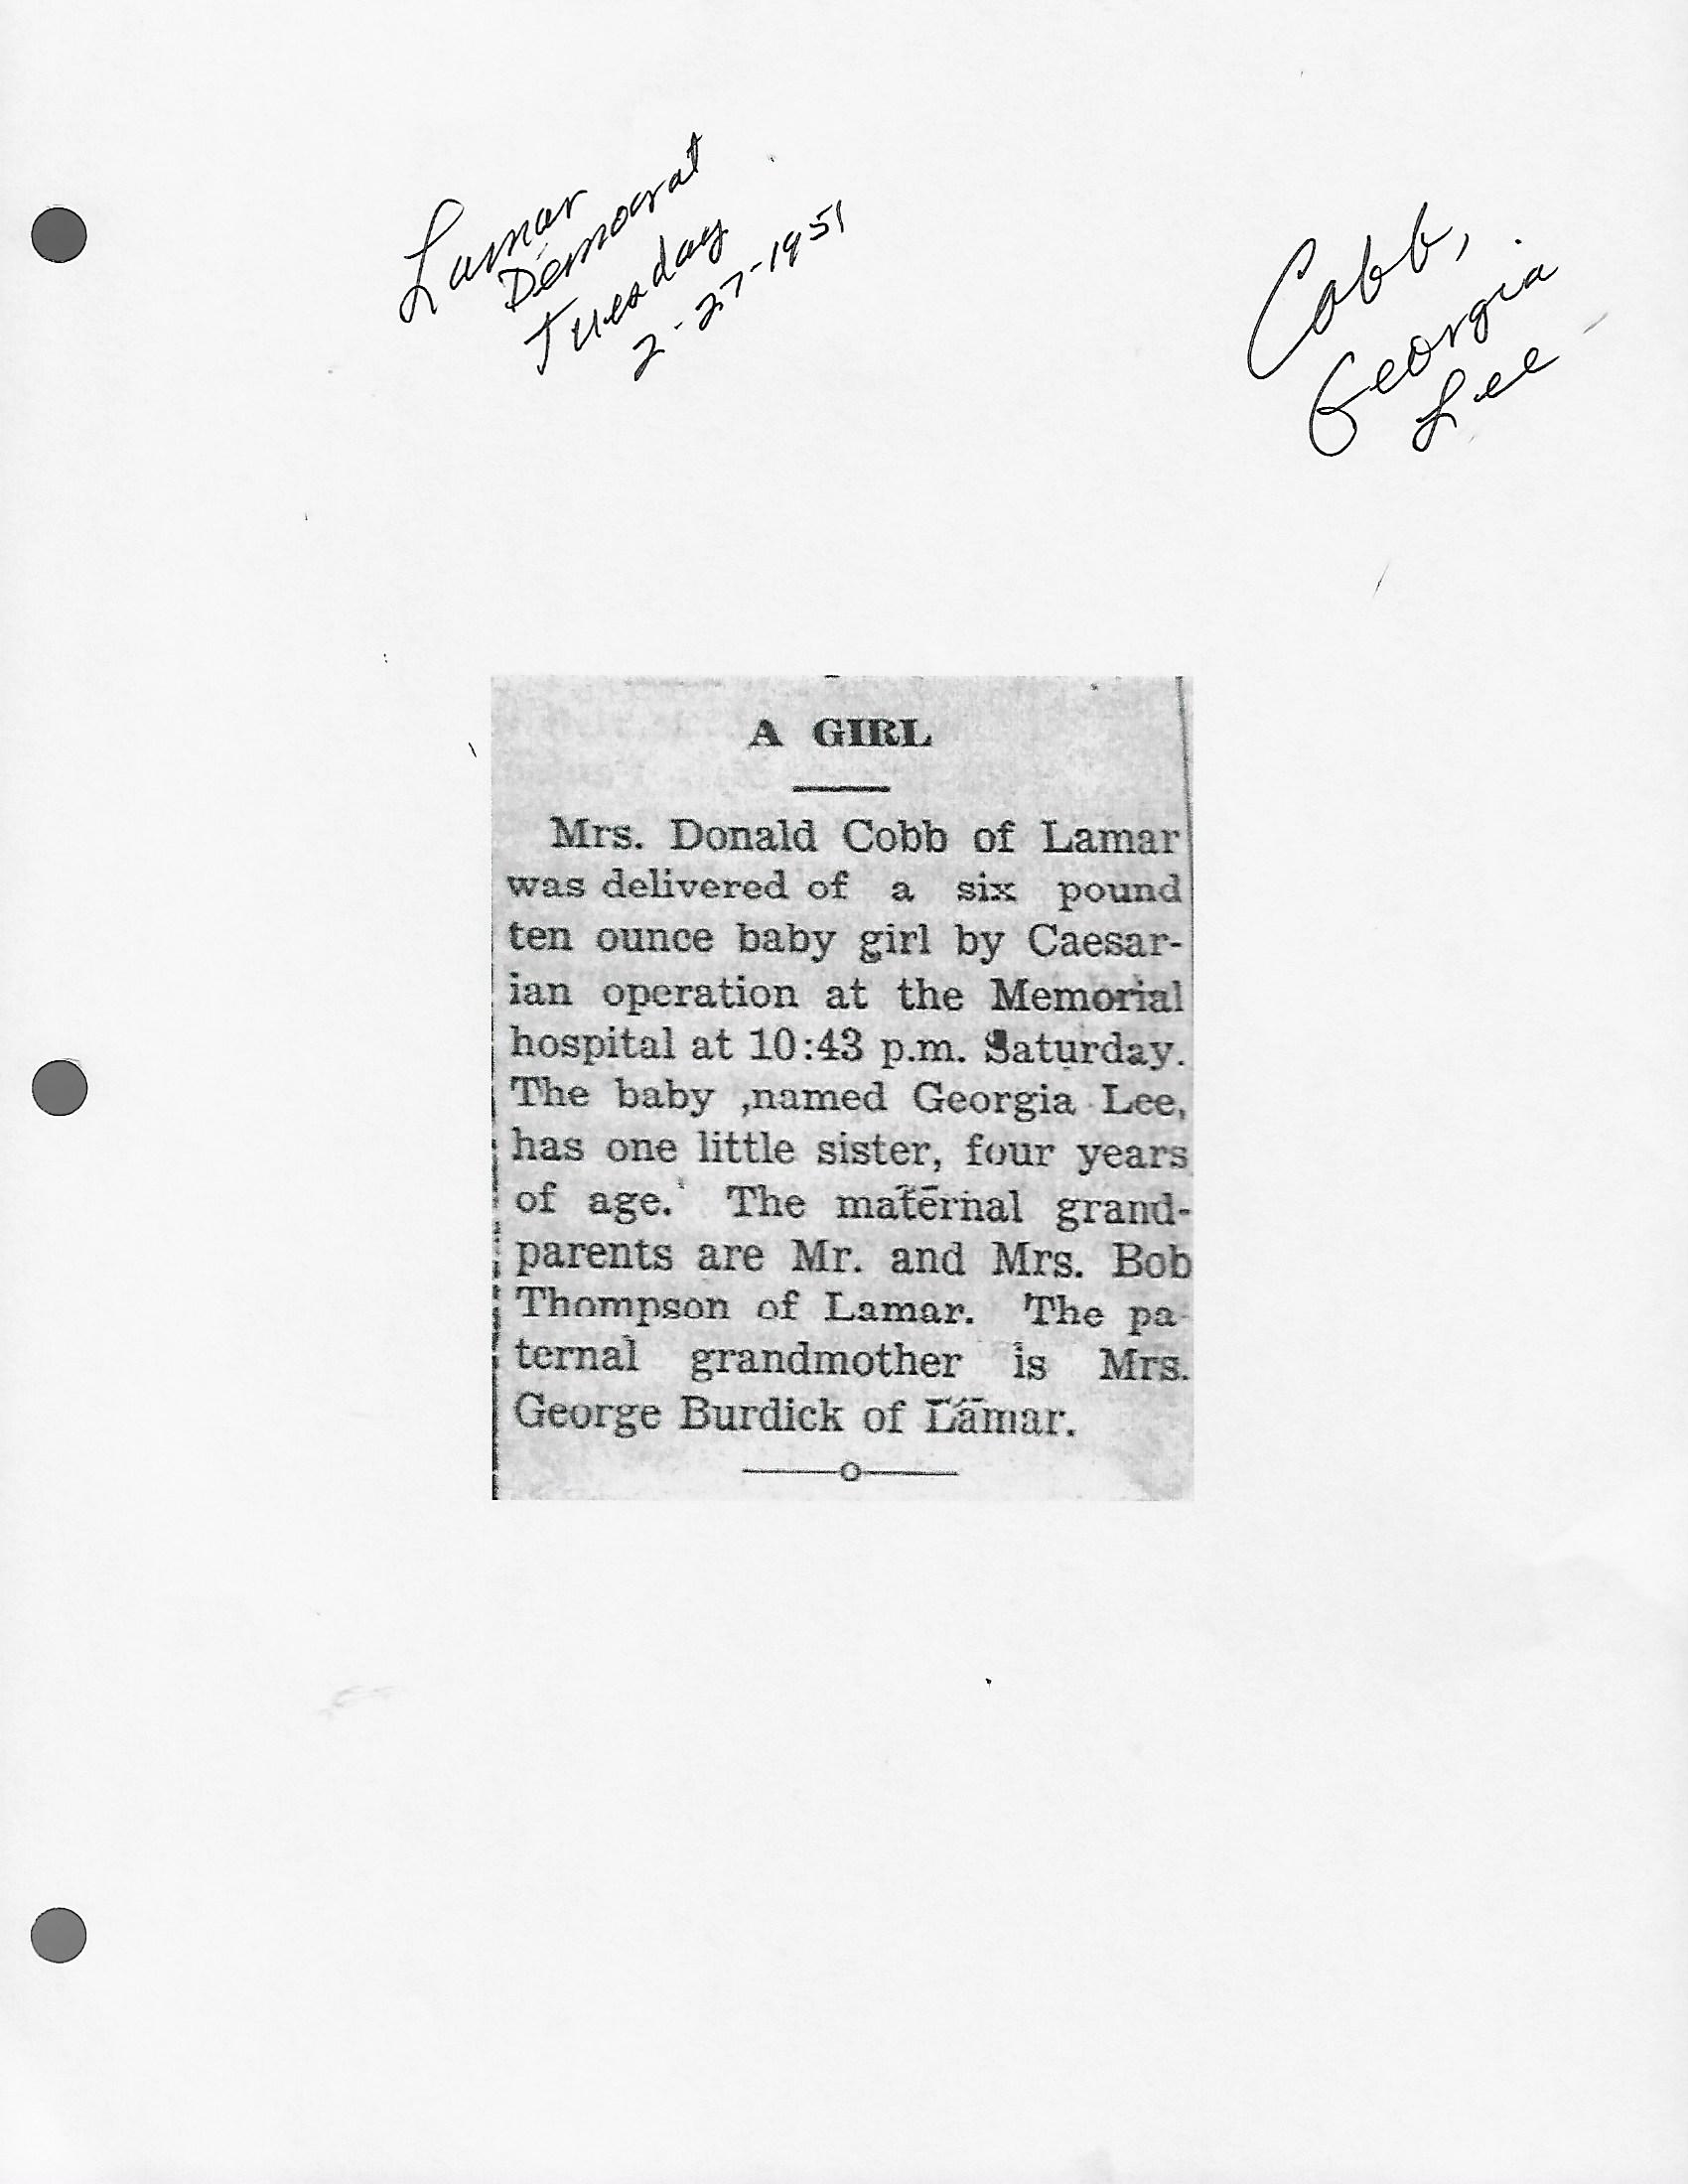 Lamar
Democrat
Tuesday
2-27-1951
Cobb,
Georgia
Lee
A GIRL
Mrs. Donald Cobb of Lamar
was delivered of a six pound
ten ounce baby girl by Caesar-
ian operation at the Memorial
hospital at 10:43 p.m. Saturday.
The baby ,named Georgia Lee,
has one little sister, four years
of age. The maternal grand-
parents are Mr. and Mrs. Bob
Thompson of Lamar. The pa-
ternal grandmother is Mrs.
George Burdick of Lamar.